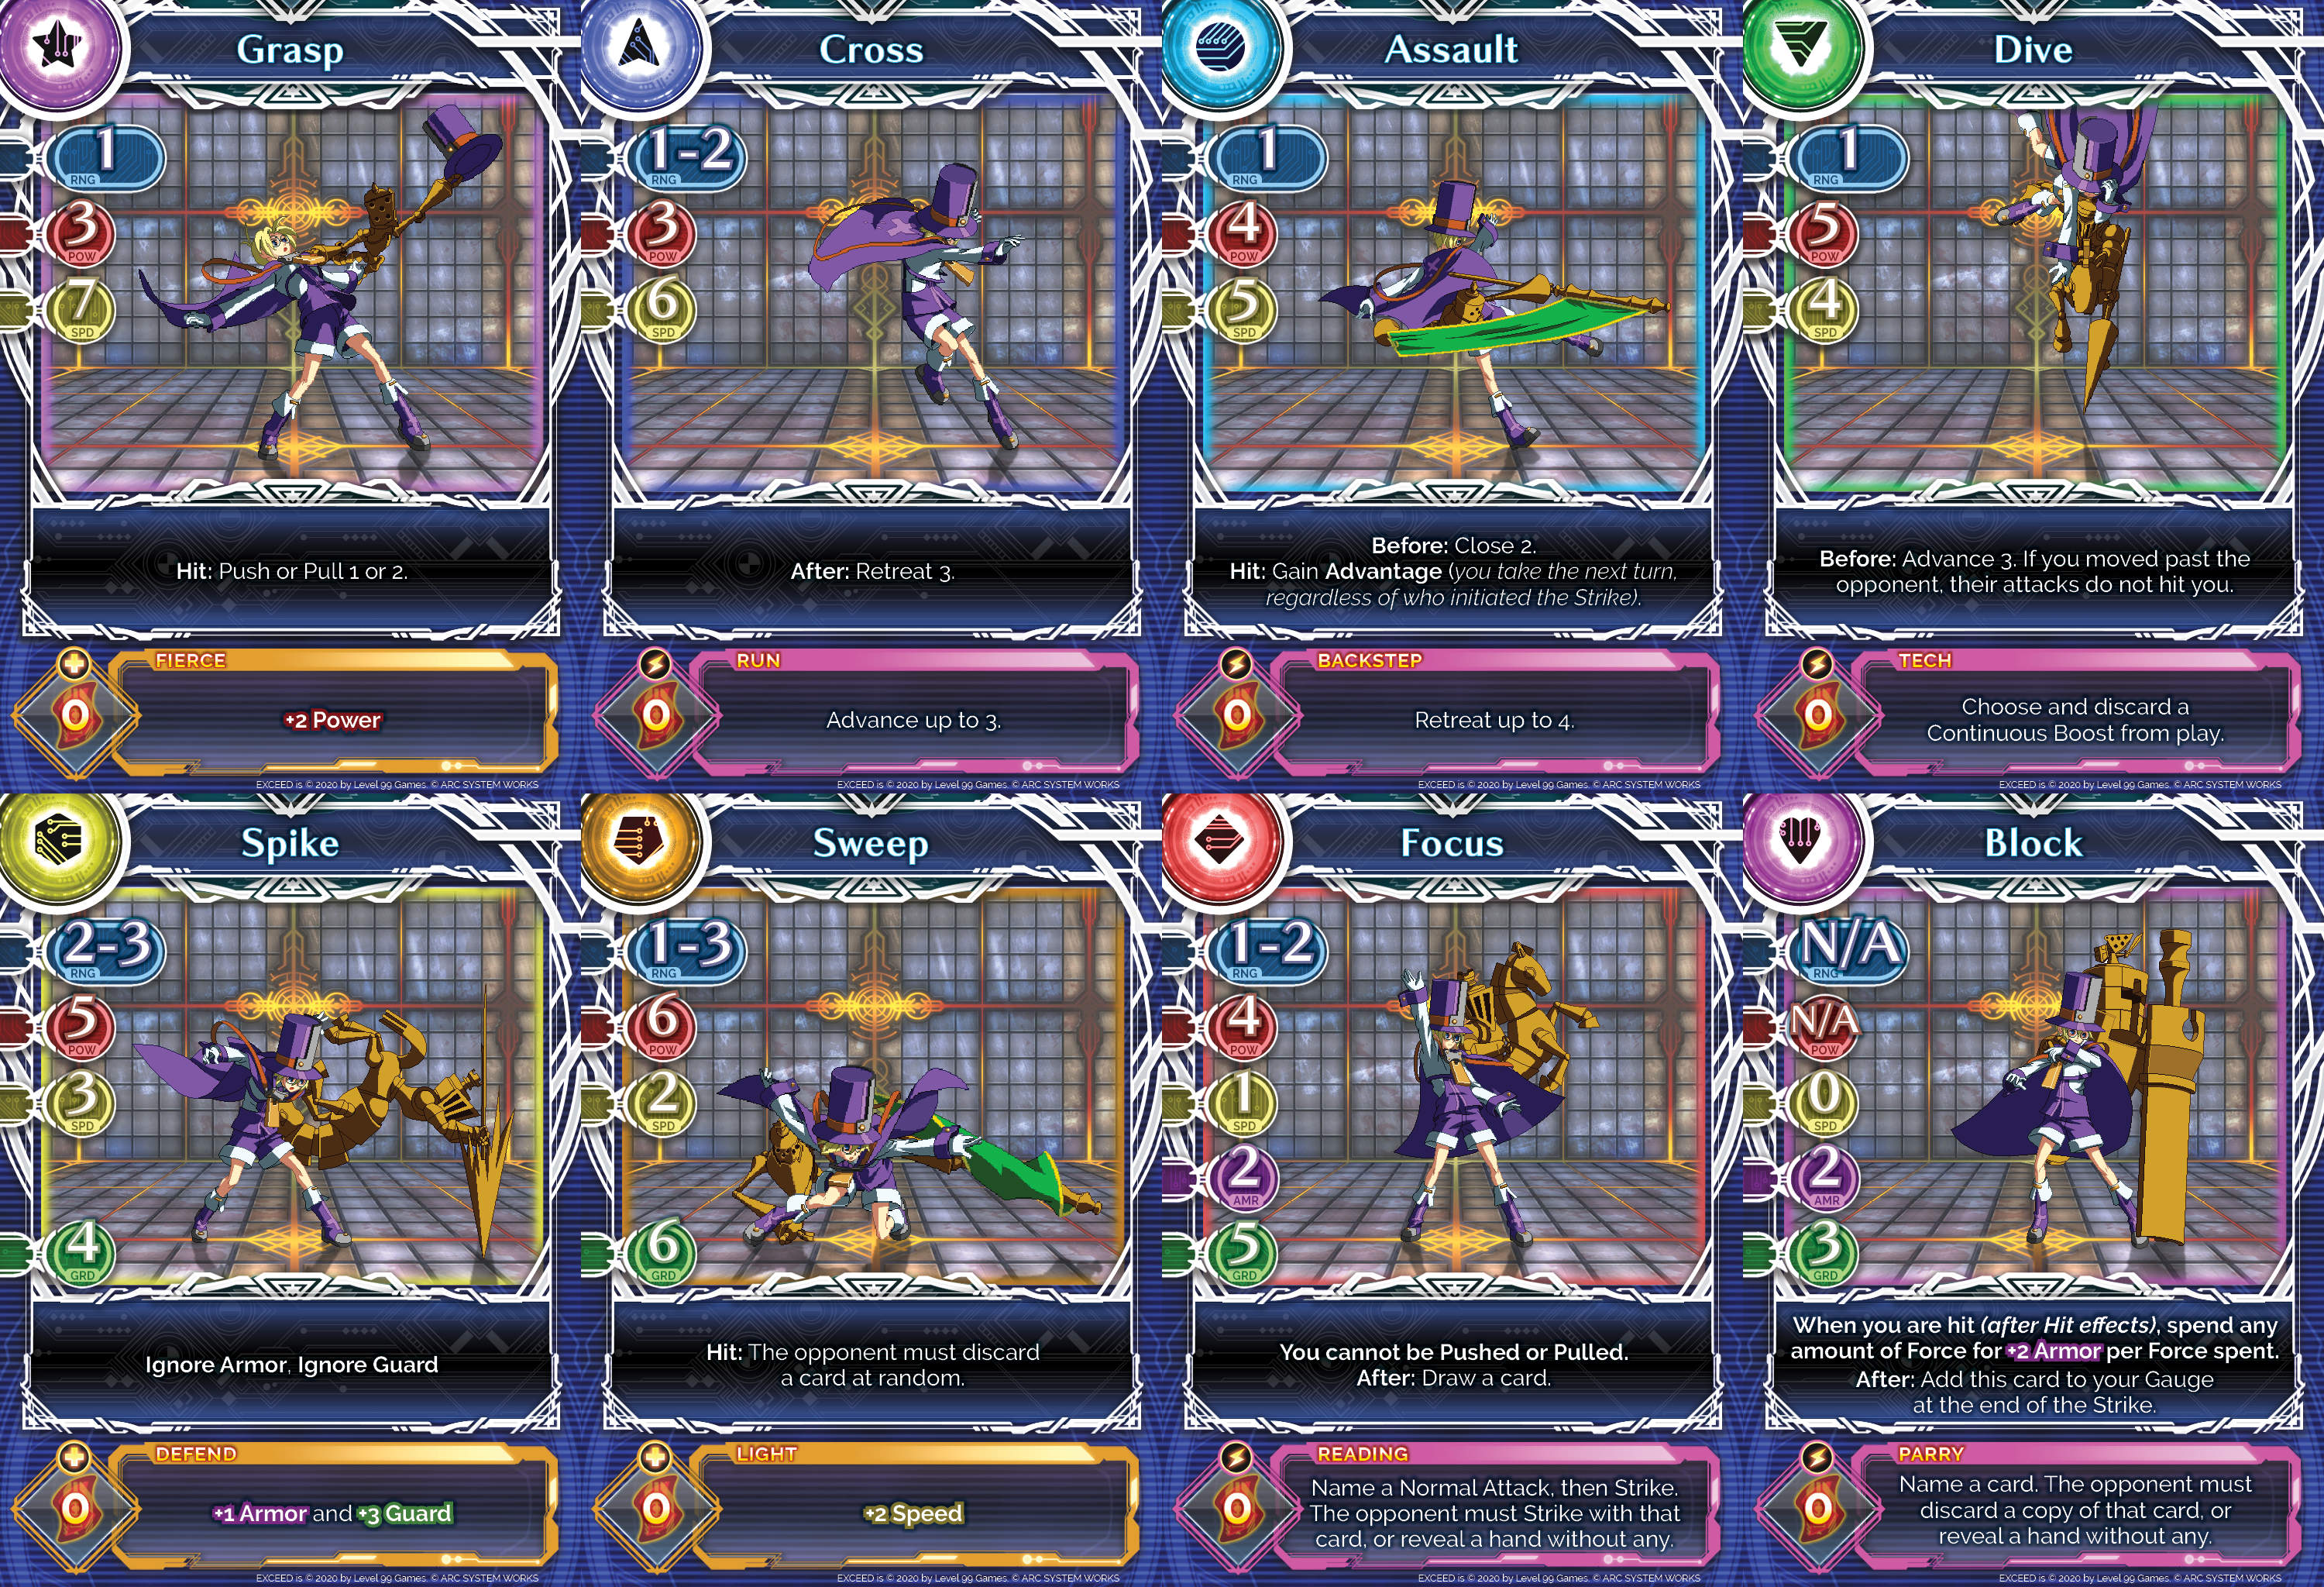 Grasp
1
RNG
3
POW
7
SPD
Hit: Push or Pull 1 or 2.
FIERCE
0
+2 Power
EXCEED is © 2020 by Level 99 Games. © ARC SYSTEM WORKS
Cross
1-2
RNG
3
POW
6
SPD
After: Retreat 3.
RUN
0
Advance up to 3.
EXCEED is © 2020 by Level 99 Games. © ARC SYSTEM WORKS
Assault
1
RNG
4
POW
5
SPD
Before: Close 2.
Hit: Gain Advantage (you take the next turn,
regardless of who initiated the Strike).
BACKSTEP
0
Retreat up to 4.
EXCEED is © 2020 by Level 99 Games. © ARC SYSTEM WORKS
Dive
1
RNG
5
POW
4
SPD
Before: Advance 3. If you moved past the
opponent, their attacks do not hit you.
TECH
0
Choose and discard a
Continuous Boost from play.
EXCEED is © 2020 by Level 99 Games. © ARC SYSTEM WORKS
Spike
2-3
RNG
5
POW
3
SPD
4
GRD
Ignore Armor, Ignore Guard
DEFEND
0
+1 Armor and +3 Guard
EXCEED is © 2020 by Level 99 Games. © ARC SYSTEM WORKS
Sweep
1-3
RNG
6
POW
2
SPD
6
GRD
Hit: The opponent must discard
a card at random.
LIGHT
0
+2 Speed
EXCEED is © 2020 by Level 99 Games. © ARC SYSTEM WORKS
Focus
1-2
RNG
4
POW
1
SPD
2
AMR
5
GRD
You cannot be Pushed or Pulled.
After: Draw a card.
READING
0
Name a Normal Attack, then Strike.
The opponent must Strike with that
card, or reveal a hand without any.
EXCEED is © 2020 by Level 99 Games. © ARC SYSTEM WORKS
Block
N/A
RNG
N/A
POW
0
SPD
2
AMR
3
GRD
When you are hit (after Hit effects), spend any
amount of Force for +2 Armor per Force spent.
After: Add this card to your Gauge
at the end of the Strike.
PARRY
0
Name a card. The opponent must
discard a copy of that card, or
reveal a hand without any.
EXCEED is © 2020 by Level 99 Games. © ARC SYSTEM WORKS